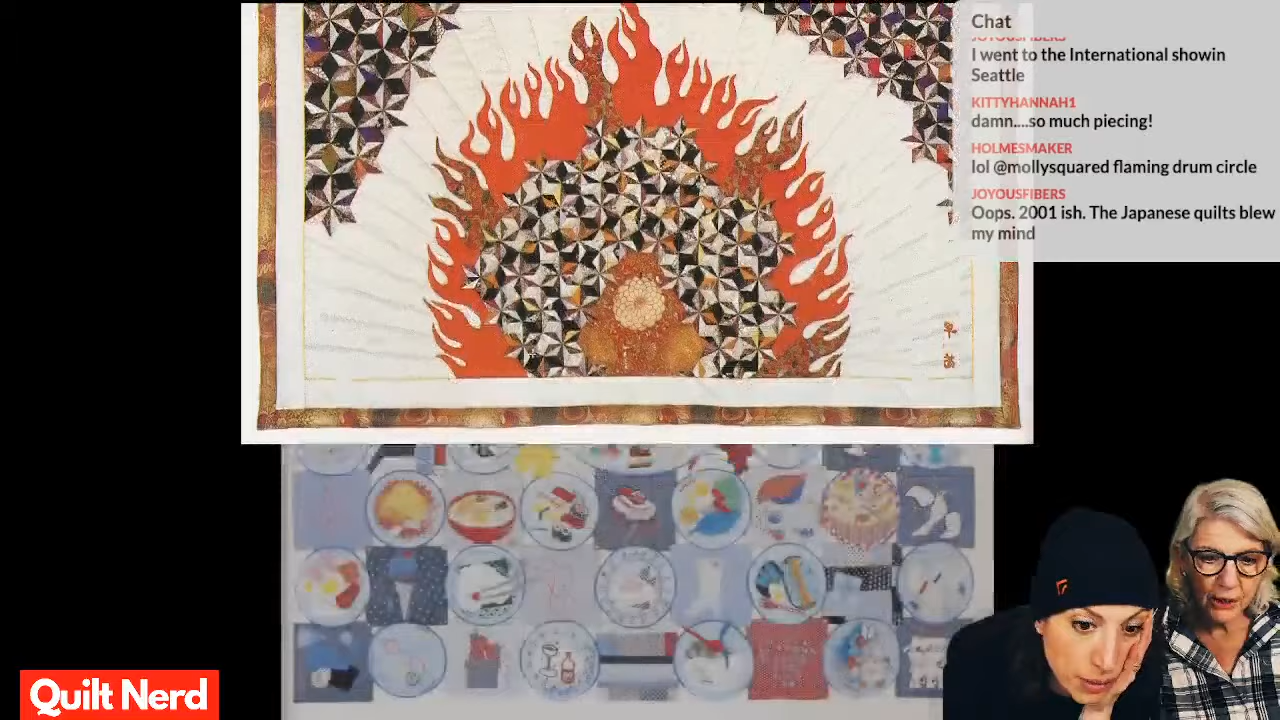 Chat
JOYOUSFIBERS
I went to the International showin
Seattle
KITTYHANNAH1
damn....so much piecing!
HOLMESMAKER
lol @mollysquared flaming drum circle
JOYOUSFIBERS
Oops. 2001 ish. The Japanese quilts blew
my mind
Quilt Nerd